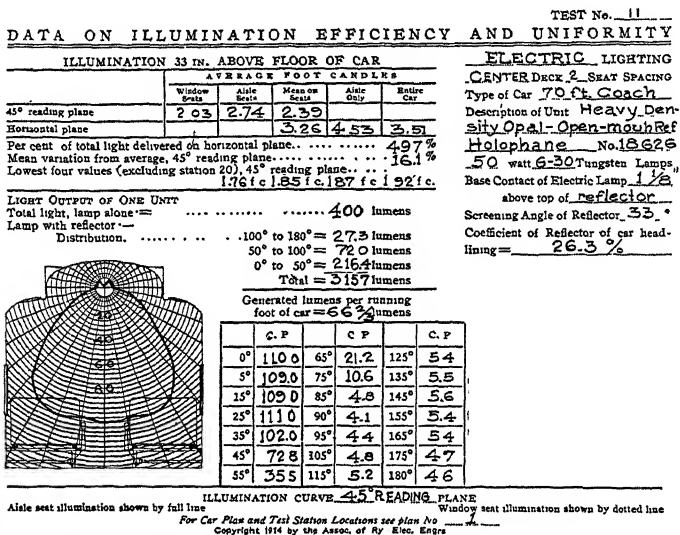 TEST No. 11
DATA ON ILLUMINATION EFFICIENCY AND UNIFORMITY
ILLUMINATION 33 IN. ABOVE FLOOR OF CAR
AVERAGE FOOT CANDLES
Window Seats Aisle Seats Mean on Seats Aisle Only Entire Car
45° reading plane 2 03 2.74 2.39
Horizontal plane 3.26 4 53 3.51
Per cent of total light delivered on horizontal plane.. 49.7 %
Mean variation from average, 45° reading plane 16.1 %
Lowest four values (excluding station 20), 45° reading plane
1.76 f c 1.85 f c. 1 87 f c 1 92 f c.
LIGHT OUTPUT OF ONE UNIT
Total light, lamp alone = 400 lumens
Lamp with reflector —
Distribution. 100° to 180° = 27.3 lumens
50° to 100° = 72 0 lumens
0° to 50° = 216.4 lumens
Total = 315 7 lumens
Generated lumens per running
foot of car = 66 2/3 lumens
ELECTRIC LIGHTING
CENTER DECK 2 SEAT SPACING
Type of Car 70 ft. Coach
Description of Unit Heavy Den-
sity Opal - Open-mouh Ref
Holophane No. 18626
50 watt G-30 Tungsten Lamps
Base Contact of Electric Lamp 1 1/8
above top of reflector
Screening Angle of Reflector 33 °
Coefficient of Reflector of car head-
lining = 26.3 %
20
40
60
80
C. P C P C. P
0° 110 0 65° 21.2 125° 5 4
5° 109.0 75° 10.6 135° 5.5
15° 109 0 85° 4.8 145° 5.6
25° 111 0 90° 4.1 155° 5.4
35° 102.0 95° 4 4 165° 5 4
45° 72 8 105° 4.8 175° 4 7
55° 35 5 115° 5.2 180° 4 6
ILLUMINATION CURVE 45° READING PLANE
Aisle seat illumination shown by full line Window seat illumination shown by dotted line
For Car Plan and Test Station Locations see plan No 1
Copyright 1914 by the Assoc. of Ry Elec. Engrs